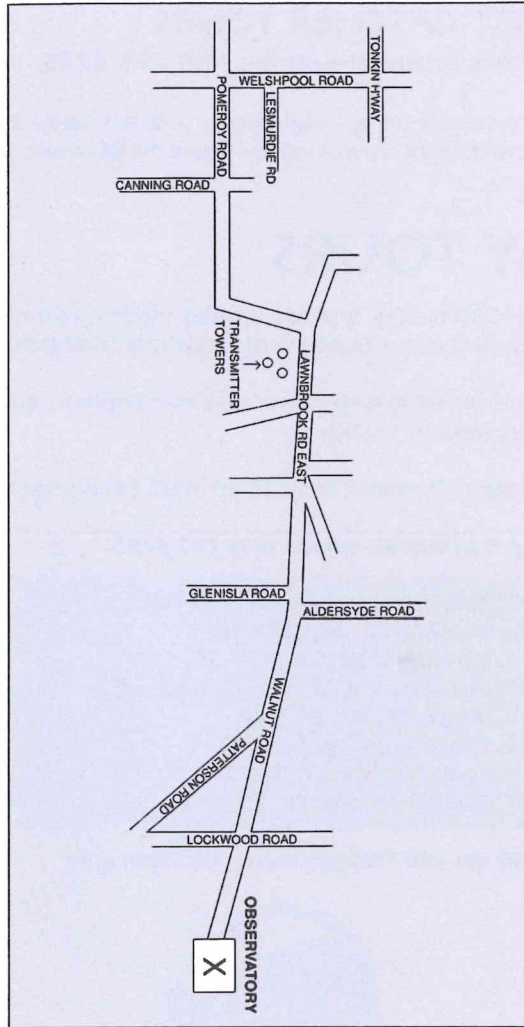 TONKIN H'WAY
WELSHPOOL ROAD
LESMURDIE RD
POMEROY ROAD
CANNING ROAD
TRANSMITTER
TOWERS
LAWNBROOK RD EAST
GLENISLA ROAD
ALDERSYDE ROAD
WALNUT ROAD
PATTERSON ROAD
LOCKWOOD ROAD
OBSERVATORY
X